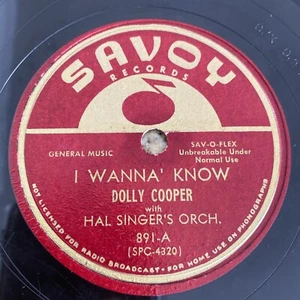 SAVOY
RECORDS
GENERAL MUSIC
SAV-O-FLEX
Unbreakable Under
Normal Use
I WANNA' KNOW
DOLLY COOPER
with
HAL SINGER'S ORCH.
891-A
(SPC-4320)
NOT LICENSED FOR RADIO BROADCAST • FOR HOME USE ON PHONOGRAPHS